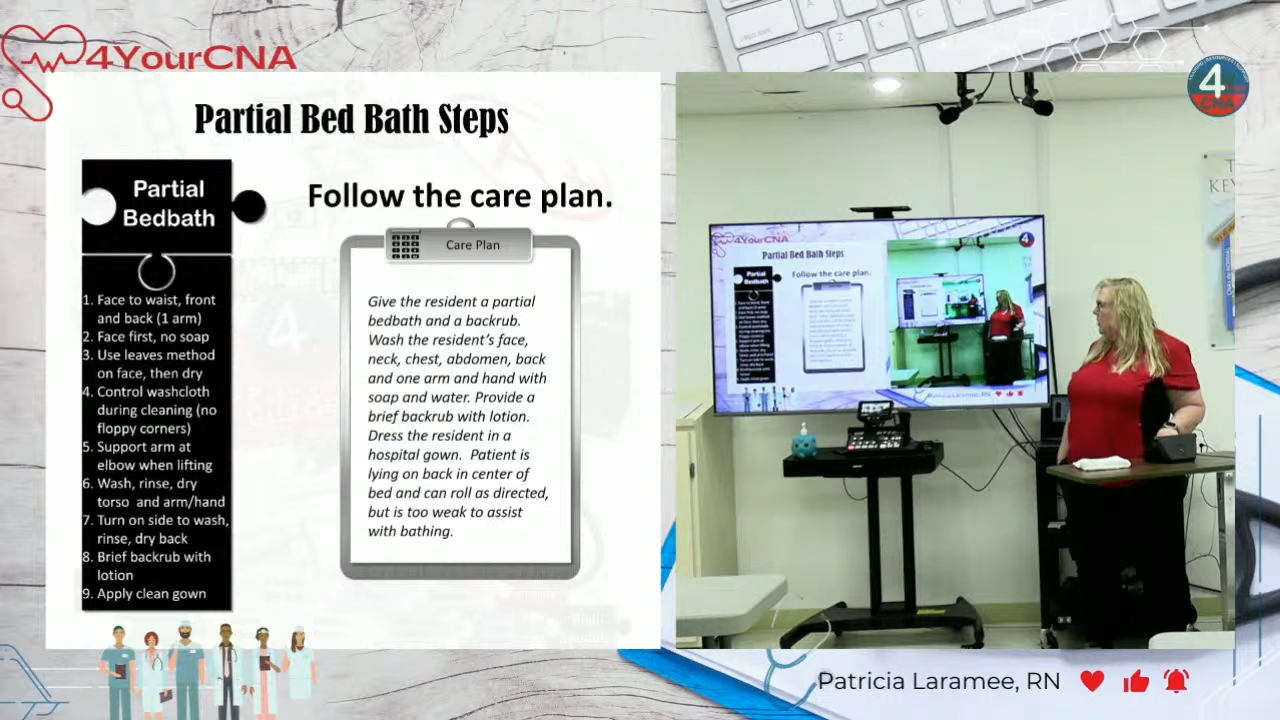 4YourCNA
Partial Bed Bath Steps
Partial
Bedbath
1. Face to waist, front
and back (1 arm)
2. Face first, no soap
3. Use leaves method
on face, then dry
4. Control washcloth
during cleaning (no
floppy corners)
5. Support arm at
elbow when lifting
6. Wash, rinse, dry
torso and arm/hand
7. Turn on side to wash,
rinse, dry back
8. Brief backrub with
lotion
9. Apply clean gown
Follow the care plan.
Care Plan
Give the resident a partial
bedbath and a backrub.
Wash the resident's face,
neck, chest, abdomen, back
and one arm and hand with
soap and water. Provide a
brief backrub with lotion.
Dress the resident in a
hospital gown. Patient is
lying on back in center of
bed and can roll as directed,
but is too weak to assist
with bathing.
4
CNA
4YourCNA
Partial Bed Bath Steps
Partial
Bedbath
Follow the care plan.
Patricia Laramee, RN